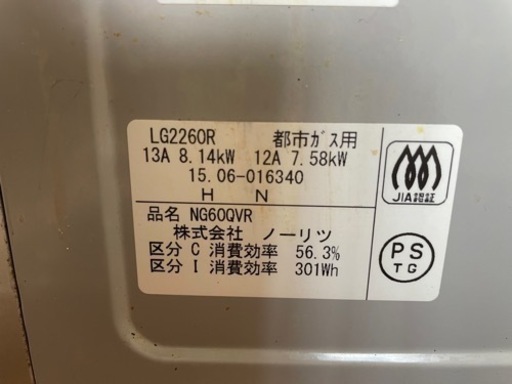 LG2260R 都市ガス用
13A 8.14kW 12A 7.58kW
15.06-016340
H N
品名 NG60QVR
株式会社 ノーリツ
区分 C 消費効率 56.3%
区分 I 消費効率 301Wh
JIA認証
PS
TG